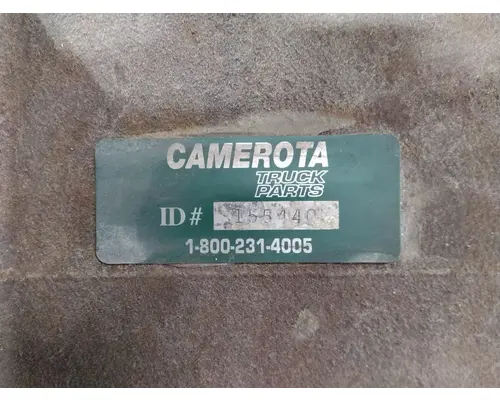 CAMEROTA
TRUCK
PARTS
ID #
1-800-231-4005